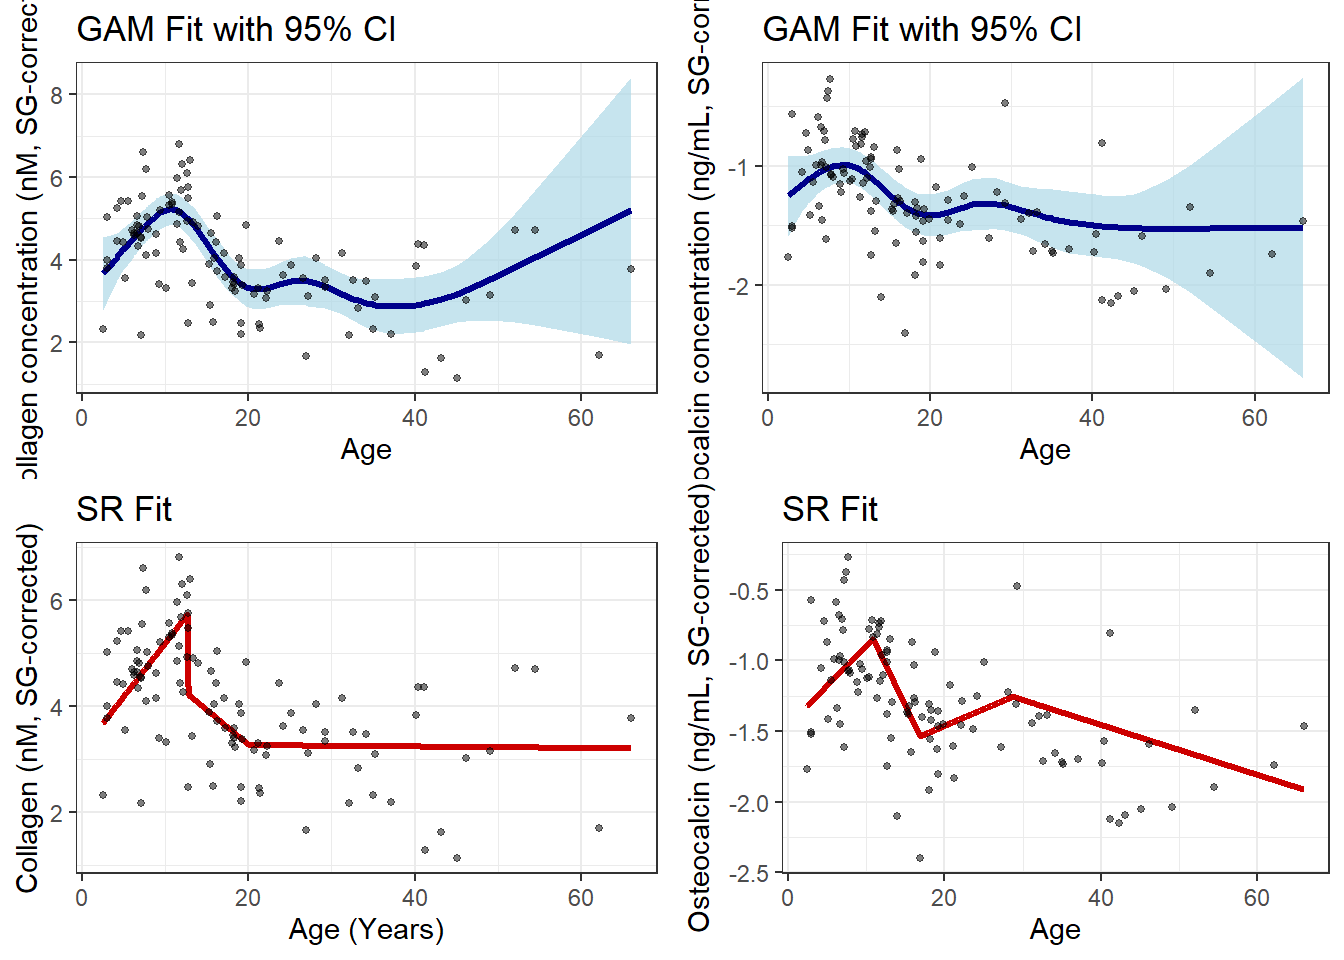 GAM Fit with 95% CI
ollagen concentration (nM, SG-correct
8
6
4
2
0
20
40
60
Age
GAM Fit with 95% CI
ocalcin concentration (ng/mL, SG-corr
-1
-2
0
20
40
60
Age
SR Fit
Collagen (nM, SG-corrected)
6
4
2
0
20
40
60
Age (Years)
SR Fit
Osteocalcin (ng/mL, SG-corrected)
-0.5
-1.0
-1.5
-2.0
-2.5
0
20
40
60
Age